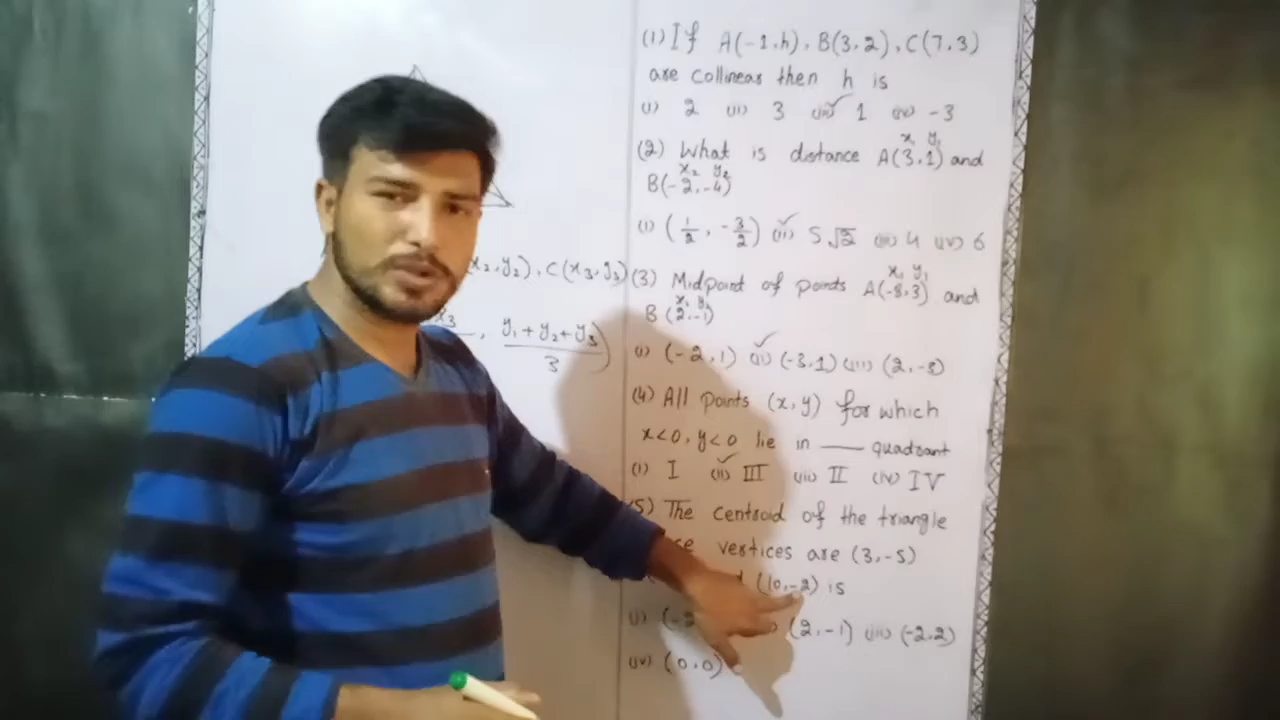 x₂,y₂), C(x₃,y₃)
x₃
, y₁+y₂+y₃
3 )
(1) If A(-1,h), B(3,2), C(7,3)
are collinear then h is
(i) 2 (ii) 3 (iii) ✓ 1 (iv) -3
x₁ y₁
(2) What is distance A(3,1) and
x₂ y₂
B(-2,-4)
(i) (1/2, -3/2) (ii) ✓ 5√2 (iii) 4 (iv) 6
x₁ y₁
(3) Midpoint of points A(-8,3) and
B(2,-1)
(i) (-2,1) (ii) ✓ (-3,1) (iii) (2,-3)
(4) All points (x,y) for which
x<0, y<0 lie in ___ quadrant
(i) I (ii) ✓ III (iii) II (iv) IV
(5) The centroid of the triangle
vertices are (3,-5)
(10,-2) is
(i) (-2 (2,-1) (iii) (-2,2)
(iv) (0,0)